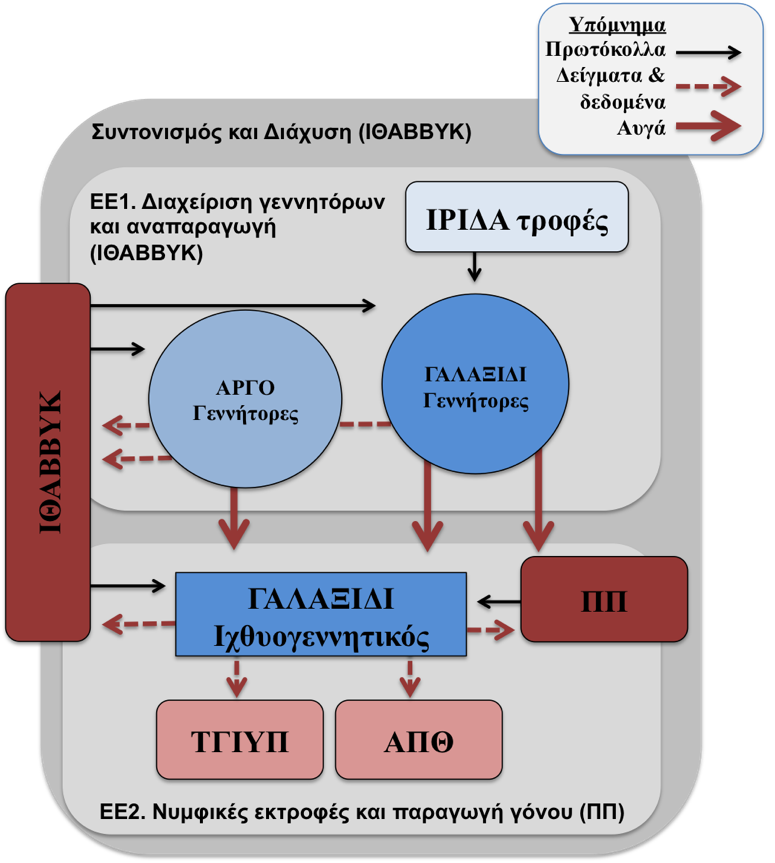 Υπόμνημα
Πρωτόκολλα
Δείγματα &
δεδομένα
Αυγά
Συντονισμός και Διάχυση (ΙΘΑΒΒΥΚ)
ΕΕ1. Διαχείριση γεννητόρων
και αναπαραγωγή
(ΙΘΑΒΒΥΚ)
ΙΡΙΔΑ τροφές
ΙΘΑΒΒΥΚ
ΑΡΓΟ
Γεννήτορες
ΓΑΛΑΞΙΔΙ
Γεννήτορες
ΓΑΛΑΞΙΔΙ
Ιχθυογεννητικός
ΠΠ
ΤΓΙΥΠ
ΑΠΘ
ΕΕ2. Νυμφικές εκτροφές και παραγωγή γόνου (ΠΠ)